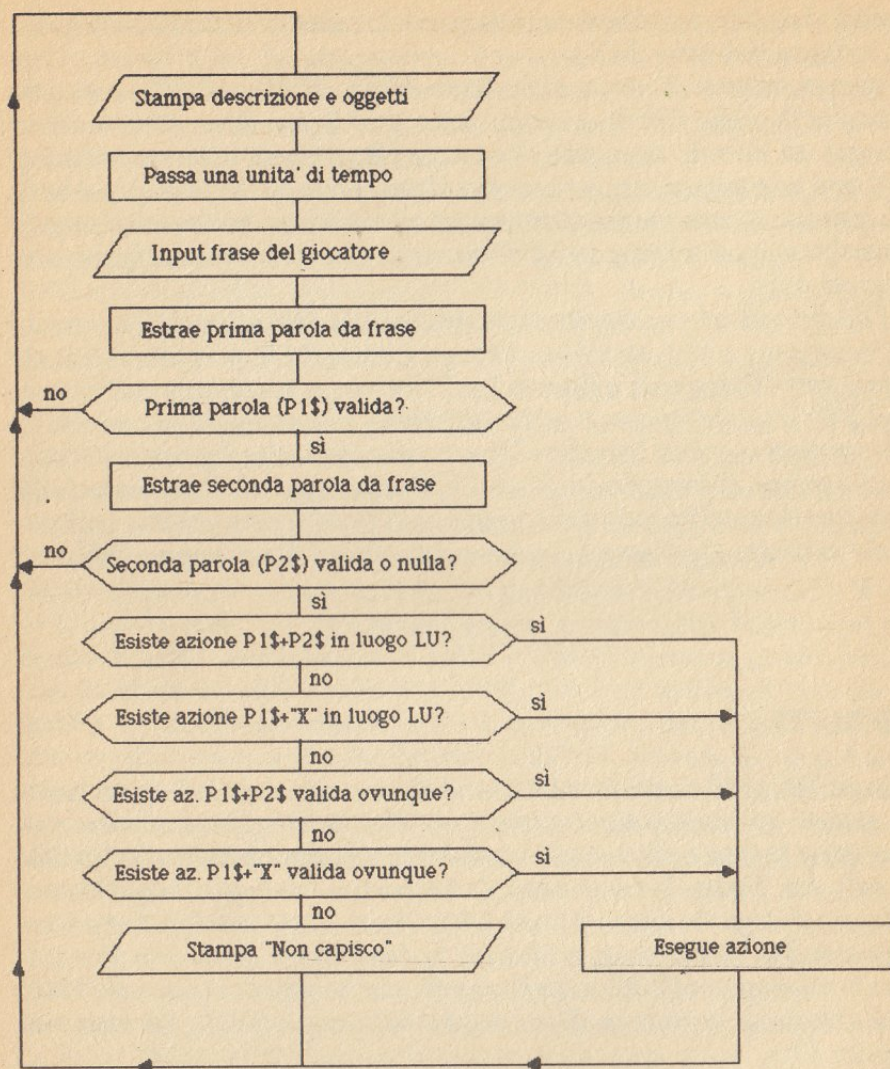 Stampa descrizione e oggetti
Passa una unita' di tempo
Input frase del giocatore
Estrae prima parola da frase
no
Prima parola (P1$) valida?
sì
Estrae seconda parola da frase
no
Seconda parola (P2$) valida o nulla?
sì
Esiste azione P1$+P2$ in luogo LU?
sì
no
Esiste azione P1$+"X" in luogo LU?
sì
no
Esiste az. P1$+P2$ valida ovunque?
sì
no
Esiste az. P1$+"X" valida ovunque?
sì
no
Stampa "Non capisco"
Esegue azione